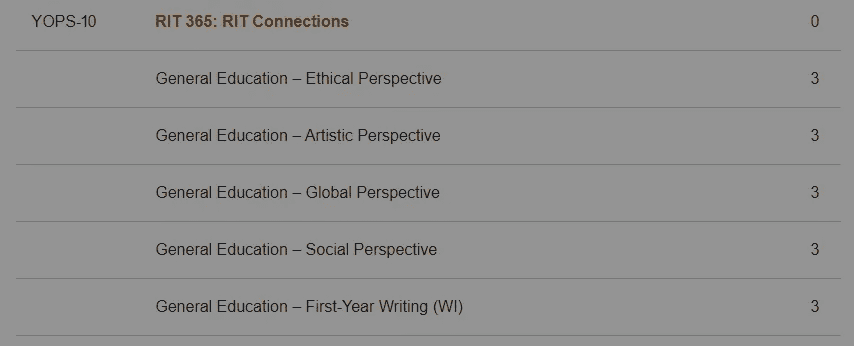 YOPS-10 RIT 365: RIT Connections 0
General Education – Ethical Perspective 3
General Education – Artistic Perspective 3
General Education – Global Perspective 3
General Education – Social Perspective 3
General Education – First-Year Writing (WI) 3